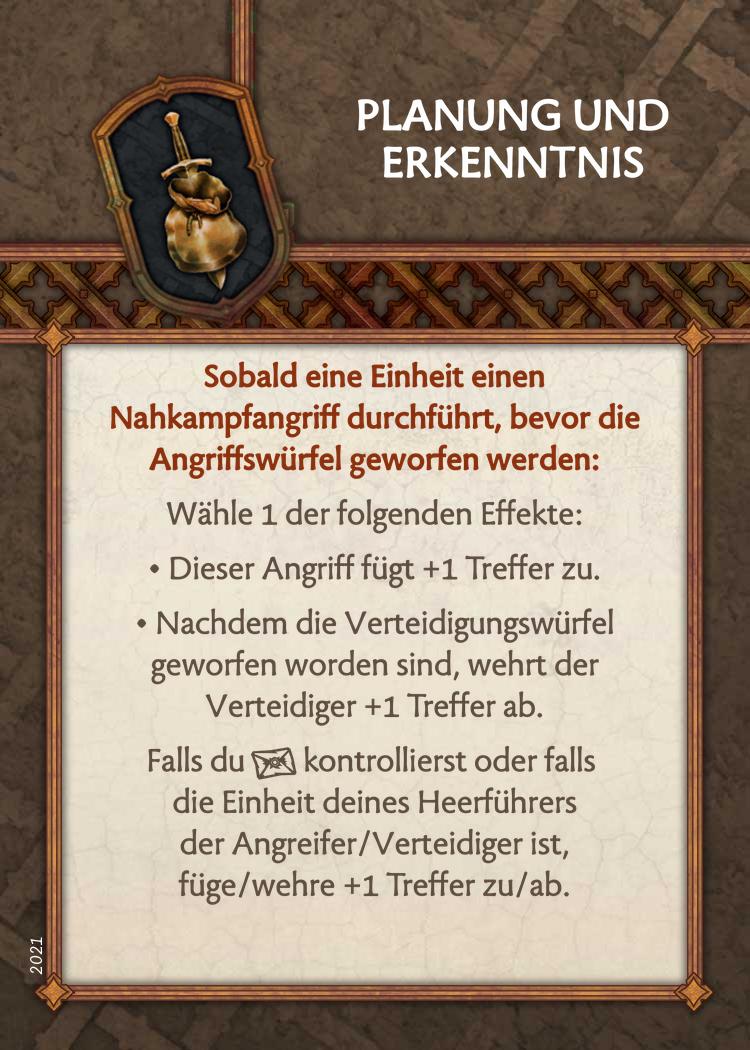 PLANUNG UND
ERKENNTNIS
Sobald eine Einheit einen
Nahkampfangriff durchführt, bevor die
Angriffswürfel geworfen werden:
Wähle 1 der folgenden Effekte:
• Dieser Angriff fügt +1 Treffer zu.
• Nachdem die Verteidigungswürfel
geworfen worden sind, wehrt der
Verteidiger +1 Treffer ab.
Falls du kontrollierst oder falls
die Einheit deines Heerführers
der Angreifer/Verteidiger ist,
füge/wehre +1 Treffer zu/ab.
2021